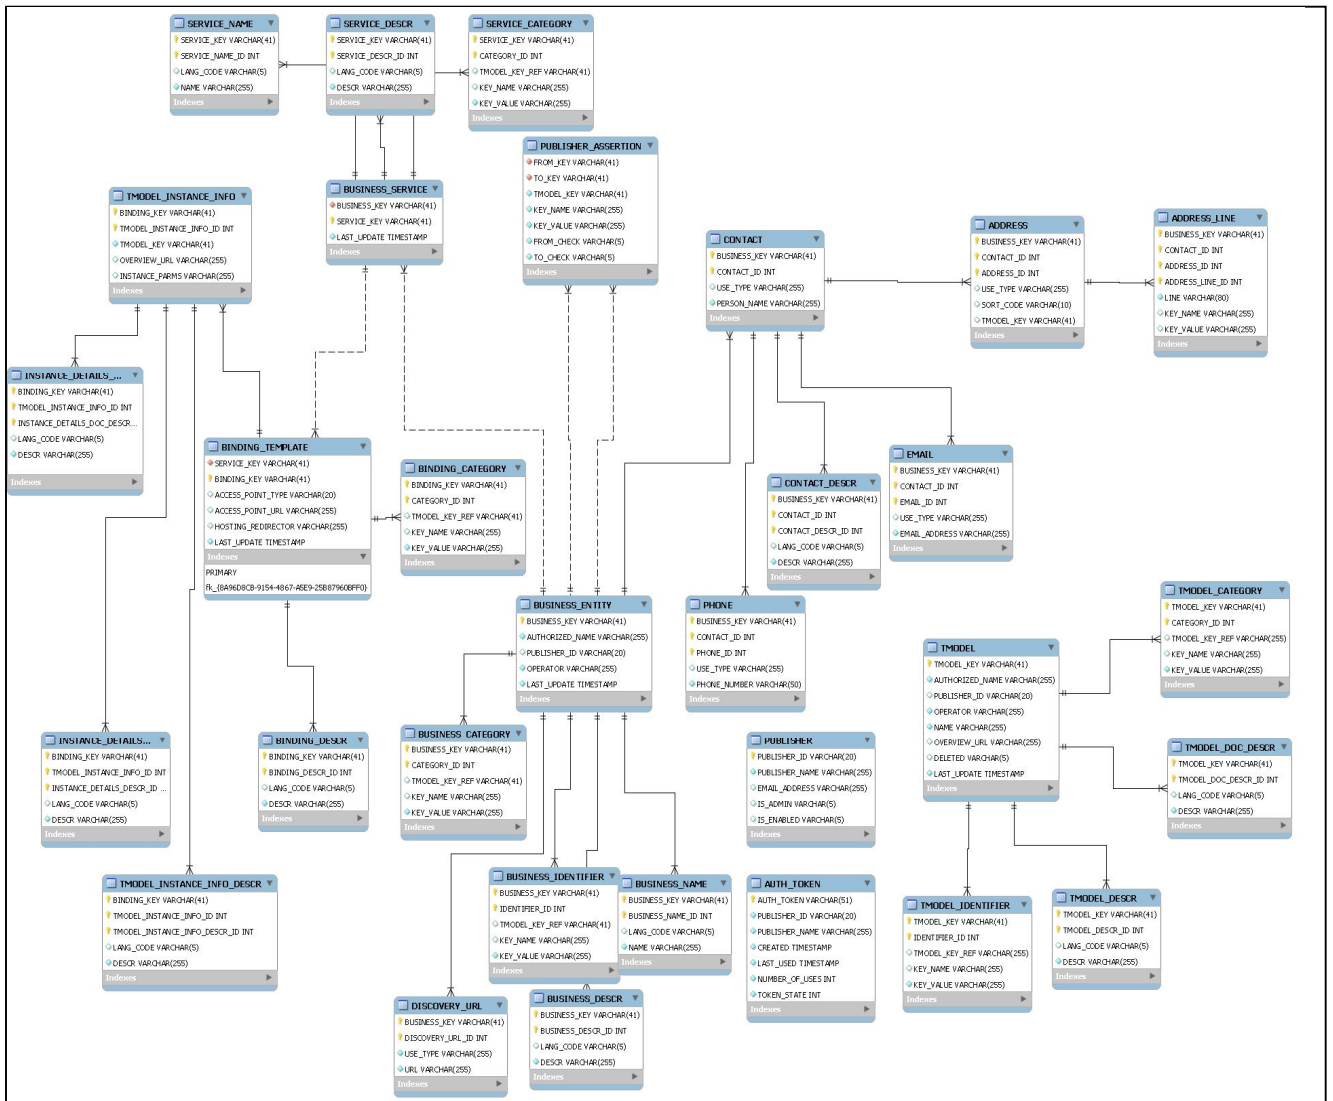 SERVICE_NAME
SERVICE_KEY VARCHAR(41)
SERVICE_NAME_ID INT
LANG_CODE VARCHAR(5)
NAME VARCHAR(255)
Indexes
SERVICE_DESCR
SERVICE_KEY VARCHAR(41)
SERVICE_DESCR_ID INT
LANG_CODE VARCHAR(5)
DESCR VARCHAR(255)
Indexes
SERVICE_CATEGORY
SERVICE_KEY VARCHAR(41)
CATEGORY_ID INT
TMODEL_KEY_REF VARCHAR(41)
KEY_NAME VARCHAR(255)
KEY_VALUE VARCHAR(255)
Indexes
PUBLISHER_ASSERTION
FROM_KEY VARCHAR(41)
TO_KEY VARCHAR(41)
TMODEL_KEY VARCHAR(41)
KEY_NAME VARCHAR(255)
KEY_VALUE VARCHAR(255)
FROM_CHECK VARCHAR(5)
TO_CHECK VARCHAR(5)
Indexes
TMODEL_INSTANCE_INFO
BINDING_KEY VARCHAR(41)
TMODEL_INSTANCE_INFO_ID INT
TMODEL_KEY VARCHAR(41)
OVERVIEW_URL VARCHAR(255)
INSTANCE_PARMS VARCHAR(255)
Indexes
BUSINESS_SERVICE
BUSINESS_KEY VARCHAR(41)
SERVICE_KEY VARCHAR(41)
LAST_UPDATE TIMESTAMP
Indexes
CONTACT
BUSINESS_KEY VARCHAR(41)
CONTACT_ID INT
USE_TYPE VARCHAR(255)
PERSON_NAME VARCHAR(255)
Indexes
ADDRESS
BUSINESS_KEY VARCHAR(41)
CONTACT_ID INT
ADDRESS_ID INT
USE_TYPE VARCHAR(255)
SORT_CODE VARCHAR(10)
TMODEL_KEY VARCHAR(41)
Indexes
ADDRESS_LINE
BUSINESS_KEY VARCHAR(41)
CONTACT_ID INT
ADDRESS_ID INT
ADDRESS_LINE_ID INT
LINE VARCHAR(80)
KEY_NAME VARCHAR(255)
KEY_VALUE VARCHAR(255)
Indexes
INSTANCE_DETAILS_...
BINDING_KEY VARCHAR(41)
TMODEL_INSTANCE_INFO_ID INT
INSTANCE_DETAILS_DOC_DESCR...
LANG_CODE VARCHAR(5)
DESCR VARCHAR(255)
Indexes
BINDING_TEMPLATE
SERVICE_KEY VARCHAR(41)
BINDING_KEY VARCHAR(41)
ACCESS_POINT_TYPE VARCHAR(20)
ACCESS_POINT_URL VARCHAR(255)
HOSTING_REDIRECTOR VARCHAR(255)
LAST_UPDATE TIMESTAMP
Indexes
PRIMARY
fk_{8A96D8CB-9154-4867-A5E9-25B87960BFF0}
BINDING_CATEGORY
BINDING_KEY VARCHAR(41)
CATEGORY_ID INT
TMODEL_KEY_REF VARCHAR(41)
KEY_NAME VARCHAR(255)
KEY_VALUE VARCHAR(255)
Indexes
CONTACT_DESCR
BUSINESS_KEY VARCHAR(41)
CONTACT_ID INT
CONTACT_DESCR_ID INT
LANG_CODE VARCHAR(5)
DESCR VARCHAR(255)
Indexes
EMAIL
BUSINESS_KEY VARCHAR(41)
CONTACT_ID INT
EMAIL_ID INT
USE_TYPE VARCHAR(255)
EMAIL_ADDRESS VARCHAR(255)
Indexes
BUSINESS_ENTITY
BUSINESS_KEY VARCHAR(41)
AUTHORIZED_NAME VARCHAR(255)
PUBLISHER_ID VARCHAR(20)
OPERATOR VARCHAR(255)
LAST_UPDATE TIMESTAMP
Indexes
PHONE
BUSINESS_KEY VARCHAR(41)
CONTACT_ID INT
PHONE_ID INT
USE_TYPE VARCHAR(255)
PHONE_NUMBER VARCHAR(50)
Indexes
TMODEL
TMODEL_KEY VARCHAR(41)
AUTHORIZED_NAME VARCHAR(255)
PUBLISHER_ID VARCHAR(20)
OPERATOR VARCHAR(255)
NAME VARCHAR(255)
OVERVIEW_URL VARCHAR(255)
DELETED VARCHAR(5)
LAST_UPDATE TIMESTAMP
Indexes
TMODEL_CATEGORY
TMODEL_KEY VARCHAR(41)
CATEGORY_ID INT
TMODEL_KEY_REF VARCHAR(255)
KEY_NAME VARCHAR(255)
KEY_VALUE VARCHAR(255)
Indexes
INSTANCE_DETAILS...
BINDING_KEY VARCHAR(41)
TMODEL_INSTANCE_INFO_ID INT
INSTANCE_DETAILS_DESCR_ID ...
LANG_CODE VARCHAR(5)
DESCR VARCHAR(255)
Indexes
BINDING_DESCR
BINDING_KEY VARCHAR(41)
BINDING_DESCR_ID INT
LANG_CODE VARCHAR(5)
DESCR VARCHAR(255)
Indexes
BUSINESS_CATEGORY
BUSINESS_KEY VARCHAR(41)
CATEGORY_ID INT
TMODEL_KEY_REF VARCHAR(41)
KEY_NAME VARCHAR(255)
KEY_VALUE VARCHAR(255)
Indexes
PUBLISHER
PUBLISHER_ID VARCHAR(20)
PUBLISHER_NAME VARCHAR(255)
EMAIL_ADDRESS VARCHAR(255)
IS_ADMIN VARCHAR(5)
IS_ENABLED VARCHAR(5)
Indexes
TMODEL_DOC_DESCR
TMODEL_KEY VARCHAR(41)
TMODEL_DOC_DESCR_ID INT
LANG_CODE VARCHAR(5)
DESCR VARCHAR(255)
Indexes
TMODEL_INSTANCE_INFO_DESCR
BINDING_KEY VARCHAR(41)
TMODEL_INSTANCE_INFO_ID INT
TMODEL_INSTANCE_INFO_DESCR_ID INT
LANG_CODE VARCHAR(5)
DESCR VARCHAR(255)
Indexes
BUSINESS_IDENTIFIER
BUSINESS_KEY VARCHAR(41)
IDENTIFIER_ID INT
TMODEL_KEY_REF VARCHAR(41)
KEY_NAME VARCHAR(255)
KEY_VALUE VARCHAR(255)
Indexes
BUSINESS_NAME
BUSINESS_KEY VARCHAR(41)
BUSINESS_NAME_ID INT
LANG_CODE VARCHAR(5)
NAME VARCHAR(255)
Indexes
AUTH_TOKEN
AUTH_TOKEN VARCHAR(51)
PUBLISHER_ID VARCHAR(20)
PUBLISHER_NAME VARCHAR(255)
CREATED TIMESTAMP
LAST_USED TIMESTAMP
NUMBER_OF_USES INT
TOKEN_STATE INT
Indexes
TMODEL_IDENTIFIER
TMODEL_KEY VARCHAR(41)
IDENTIFIER_ID INT
TMODEL_KEY_REF VARCHAR(255)
KEY_NAME VARCHAR(255)
KEY_VALUE VARCHAR(255)
Indexes
TMODEL_DESCR
TMODEL_KEY VARCHAR(41)
TMODEL_DESCR_ID INT
LANG_CODE VARCHAR(5)
DESCR VARCHAR(255)
Indexes
DISCOVERY_URL
BUSINESS_KEY VARCHAR(41)
DISCOVERY_URL_ID INT
USE_TYPE VARCHAR(255)
URL VARCHAR(255)
Indexes
BUSINESS_DESCR
BUSINESS_KEY VARCHAR(41)
BUSINESS_DESCR_ID INT
LANG_CODE VARCHAR(5)
DESCR VARCHAR(255)
Indexes